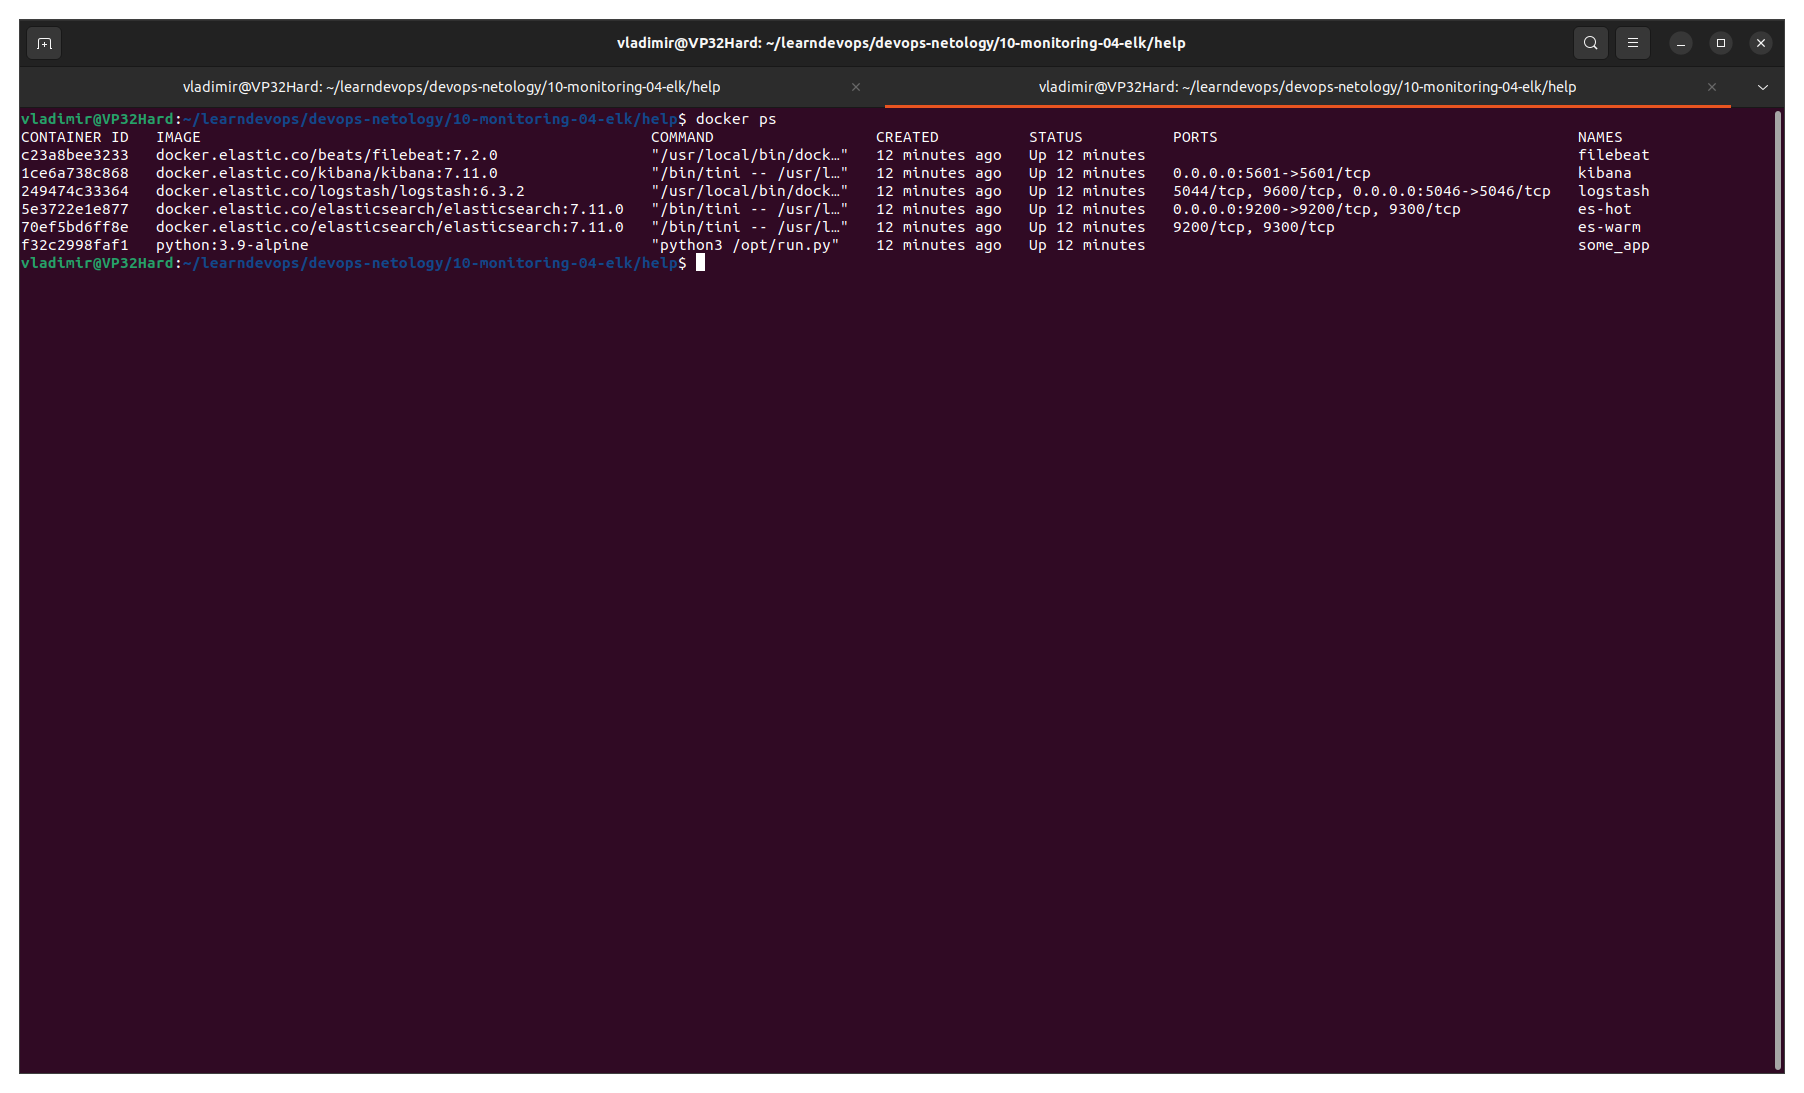 vladimir@VP32Hard: ~/learndevops/devops-netology/10-monitoring-04-elk/help
vladimir@VP32Hard: ~/learndevops/devops-netology/10-monitoring-04-elk/help × vladimir@VP32Hard: ~/learndevops/devops-netology/10-monitoring-04-elk/help ×
vladimir@VP32Hard:~/learndevops/devops-netology/10-monitoring-04-elk/help$ docker ps
CONTAINER ID   IMAGE                                                  COMMAND                  CREATED          STATUS          PORTS                                        NAMES
c23a8bee3233   docker.elastic.co/beats/filebeat:7.2.0                 "/usr/local/bin/dock…"   12 minutes ago   Up 12 minutes                                                filebeat
1ce6a738c868   docker.elastic.co/kibana/kibana:7.11.0                 "/bin/tini -- /usr/l…"   12 minutes ago   Up 12 minutes   0.0.0.0:5601->5601/tcp                       kibana
249474c33364   docker.elastic.co/logstash/logstash:6.3.2              "/usr/local/bin/dock…"   12 minutes ago   Up 12 minutes   5044/tcp, 9600/tcp, 0.0.0.0:5046->5046/tcp   logstash
5e3722e1e877   docker.elastic.co/elasticsearch/elasticsearch:7.11.0   "/bin/tini -- /usr/l…"   12 minutes ago   Up 12 minutes   0.0.0.0:9200->9200/tcp, 9300/tcp             es-hot
70ef5bd6ff8e   docker.elastic.co/elasticsearch/elasticsearch:7.11.0   "/bin/tini -- /usr/l…"   12 minutes ago   Up 12 minutes   9200/tcp, 9300/tcp                           es-warm
f32c2998faf1   python:3.9-alpine                                      "python3 /opt/run.py"    12 minutes ago   Up 12 minutes                                                some_app
vladimir@VP32Hard:~/learndevops/devops-netology/10-monitoring-04-elk/help$